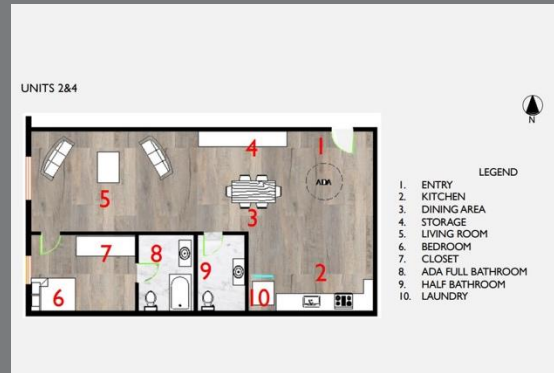 UNITS 2&4
N
4
1
ADA
5
3
7
8
9
2
6
10
LEGEND
1. ENTRY
2. KITCHEN
3. DINING AREA
4. STORAGE
5. LIVING ROOM
6. BEDROOM
7. CLOSET
8. ADA FULL BATHROOM
9. HALF BATHROOM
10. LAUNDRY